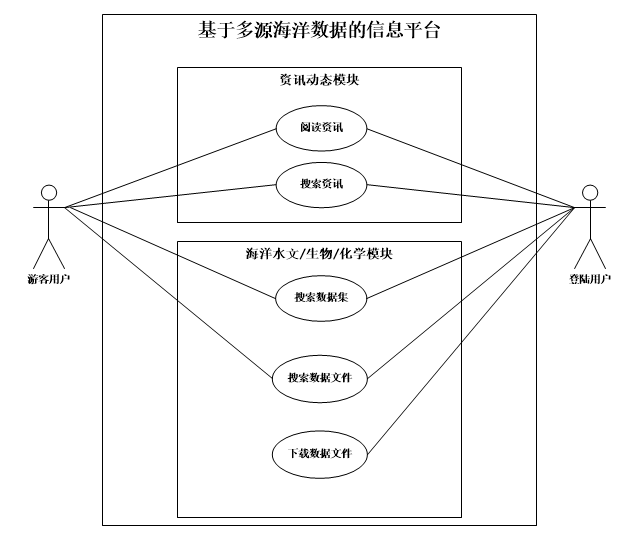 基于多源海洋数据的信息平台
资讯动态模块
阅读资讯
搜索资讯
海洋水文/生物/化学模块
游客用户
登陆用户
搜索数据集
搜索数据文件
下载数据文件